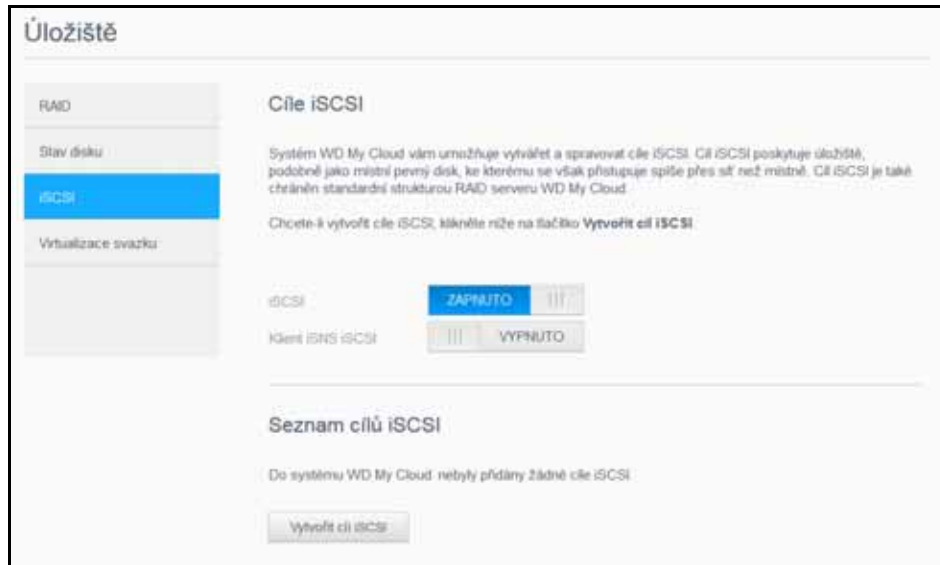 Úložiště
RAID
Stav disku
iSCSI
Virtualizace svazku
Cíle iSCSI
Systém WD My Cloud vám umožňuje vytvářet a spravovat cíle iSCSI. Cíl iSCSI poskytuje úložiště,
podobně jako místní pevný disk, ke kterému se však přistupuje spíše přes síť než místně. Cíl iSCSI je také
chráněn standardní strukturou RAID serveru WD My Cloud.
Chcete-li vytvořit cíle iSCSI, klikněte níže na tlačítko Vytvořit cíl iSCSI.
iSCSI
ZAPNUTO
Klient iSNS iSCSI
VYPNUTO
Seznam cílů iSCSI
Do systému WD My Cloud nebyly přidány žádné cíle iSCSI.
Vytvořit cíl iSCSI